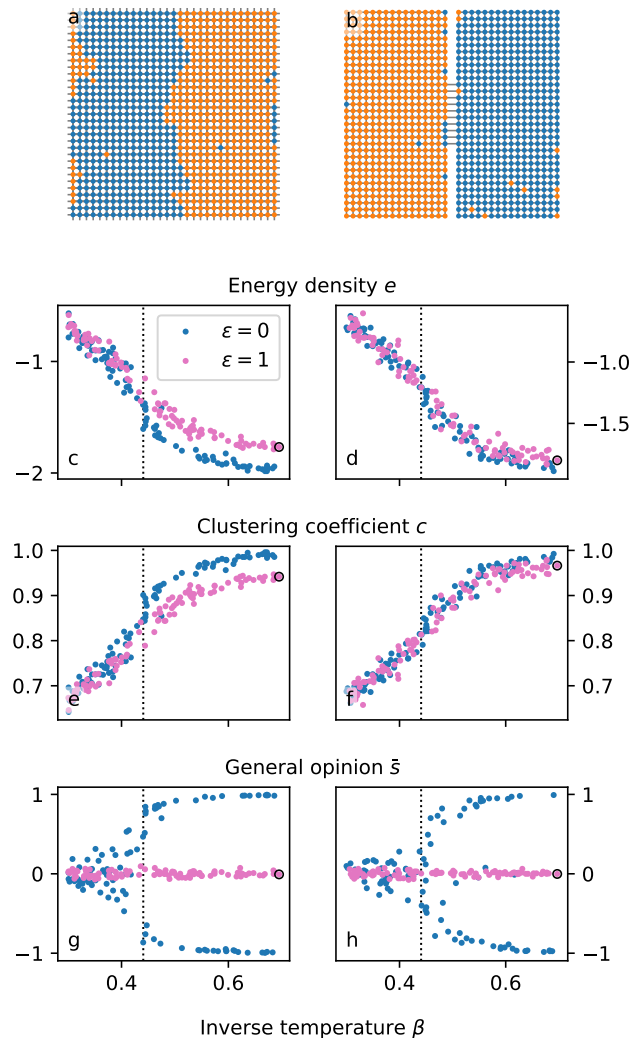 a b
Energy density e
ε = 0
ε = 1
−1
−2
−1.0
−1.5
c d
Clustering coefficient c
1.0
0.9
0.8
0.7
1.0
0.9
0.8
0.7
e f
General opinion s̄
1
0
−1
1
0
−1
g h
0.4 0.6 0.4 0.6
Inverse temperature β